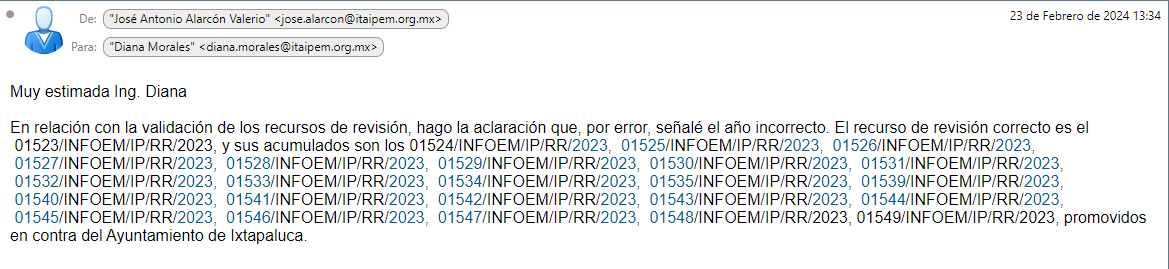 De: "José Antonio Alarcón Valerio" <jose.alarcon@itaipem.org.mx> 23 de Febrero de 2024 13:34
Para: "Diana Morales" <diana.morales@itaipem.org.mx>
Muy estimada Ing. Diana
En relación con la validación de los recursos de revisión, hago la aclaración que, por error, señalé el año incorrecto. El recurso de revisión correcto es el
01523/INFOEM/IP/RR/2023, y sus acumulados son los 01524/INFOEM/IP/RR/2023, 01525/INFOEM/IP/RR/2023, 01526/INFOEM/IP/RR/2023,
01527/INFOEM/IP/RR/2023, 01528/INFOEM/IP/RR/2023, 01529/INFOEM/IP/RR/2023, 01530/INFOEM/IP/RR/2023, 01531/INFOEM/IP/RR/2023,
01532/INFOEM/IP/RR/2023, 01533/INFOEM/IP/RR/2023, 01534/INFOEM/IP/RR/2023, 01535/INFOEM/IP/RR/2023, 01539/INFOEM/IP/RR/2023,
01540/INFOEM/IP/RR/2023, 01541/INFOEM/IP/RR/2023, 01542/INFOEM/IP/RR/2023, 01543/INFOEM/IP/RR/2023, 01544/INFOEM/IP/RR/2023,
01545/INFOEM/IP/RR/2023, 01546/INFOEM/IP/RR/2023, 01547/INFOEM/IP/RR/2023, 01548/INFOEM/IP/RR/2023, 01549/INFOEM/IP/RR/2023, promovidos
en contra del Ayuntamiento de Ixtapaluca.